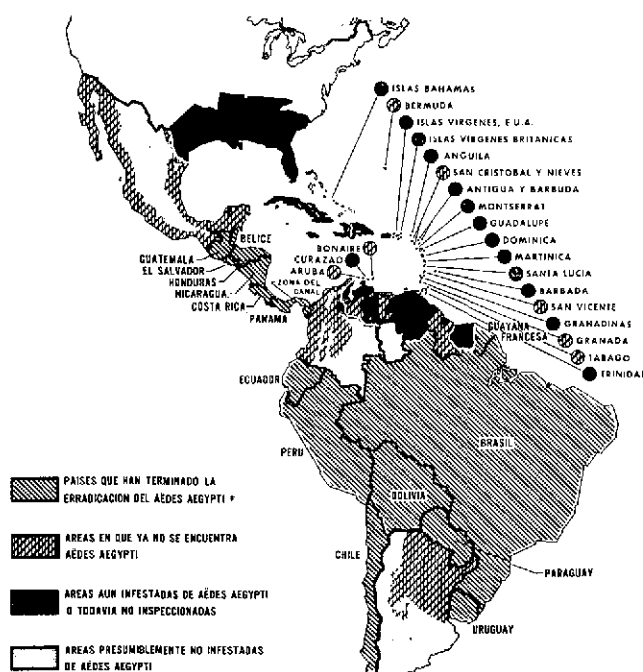 ISLAS BAHAMAS
BERMUDA
ISLAS VIRGENES, E.U.A.
ISLAS VIRGENES BRITANICAS
ANGUILA
SAN CRISTOBAL Y NIEVES
ANTIGUA Y BARBUDA
MONTSERRAT
GUADALUPE
DOMINICA
MARTINICA
SANTA LUCIA
BARBADA
SAN VICENTE
GRANADINAS
GRANADA
TABAGO
TRINIDAD
BONAIRE
CURAZAO
ARUBA
BELICE
GUATEMALA
EL SALVADOR
HONDURAS
NICARAGUA
COSTA RICA
ZONA DEL
CANAL
PANAMA
GUAYANA
FRANCESA
ECUADOR
PERU
BRASIL
BOLIVIA
CHILE
PARAGUAY
URUGUAY
PAISES QUE HAN TERMINADO LA
ERRADICACION DEL AËDES AEGYPTI *
AREAS EN QUE YA NO SE ENCUENTRA
AËDES AEGYPTI
AREAS AUN INFESTADAS DE AËDES AEGYPTI
O TODAVIA NO INSPECCIONADAS
AREAS PRESUMIBLEMENTE NO INFESTADAS
DE AËDES AEGYPTI